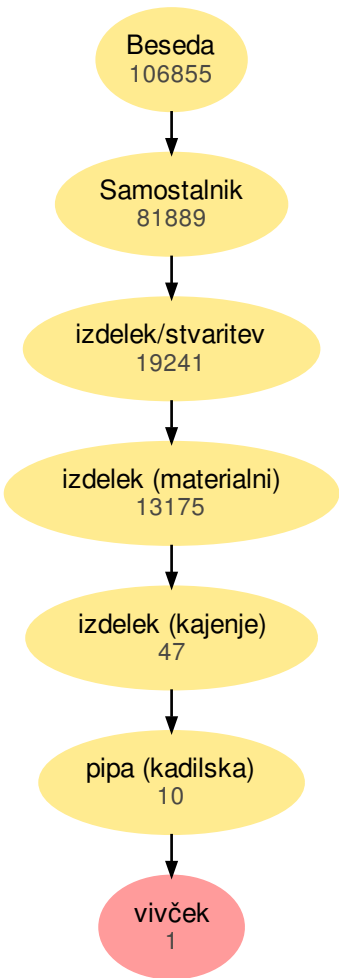 Beseda
106855
Samostalnik
81889
izdelek/stvaritev
19241
izdelek (materialni)
13175
izdelek (kajenje)
47
pipa (kadilska)
10
vivček
1